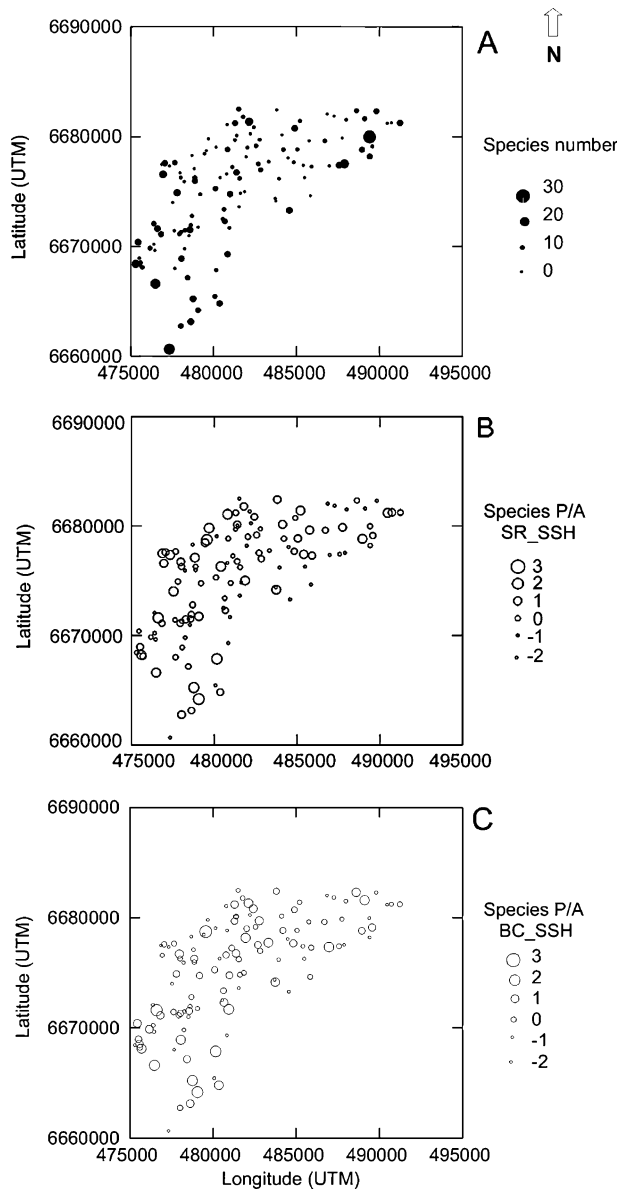 A
N
Latitude (UTM)
6690000
6680000
6670000
6660000
475000 480000 485000 490000 495000
Species number
30
20
10
0
B
Latitude (UTM)
6690000
6680000
6670000
6660000
475000 480000 485000 490000 495000
Species P/A
SR_SSH
3
2
1
0
-1
-2
C
Latitude (UTM)
6690000
6680000
6670000
6660000
475000 480000 485000 490000 495000
Longitude (UTM)
Species P/A
BC_SSH
3
2
1
0
-1
-2